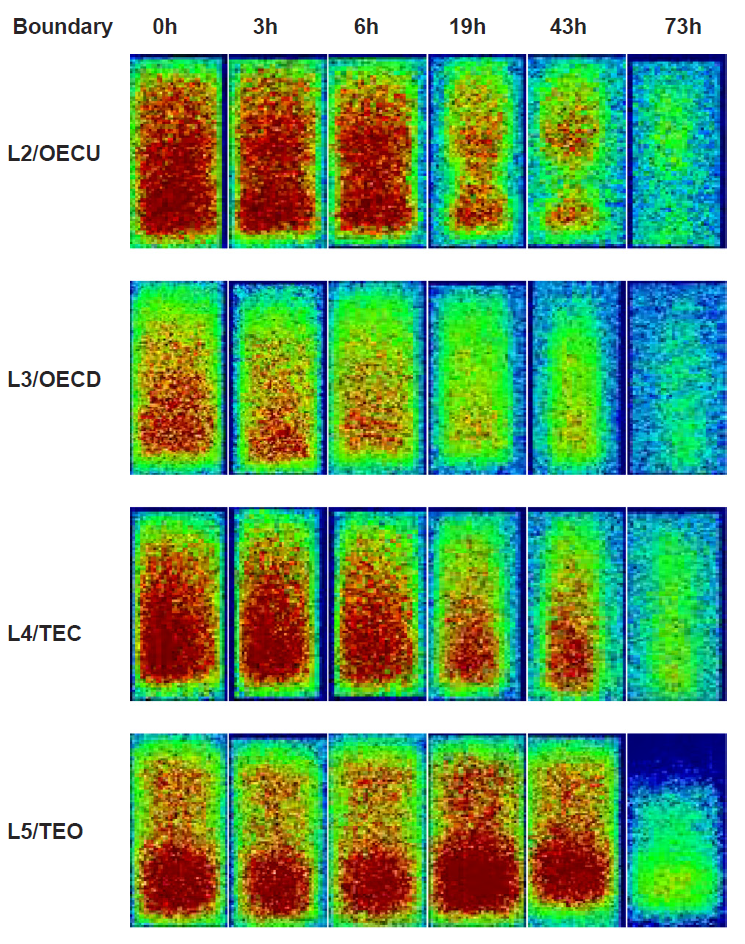 Boundary 0h 3h 6h 19h 43h 73h
L2/OECU
L3/OECD
L4/TEC
L5/TEO